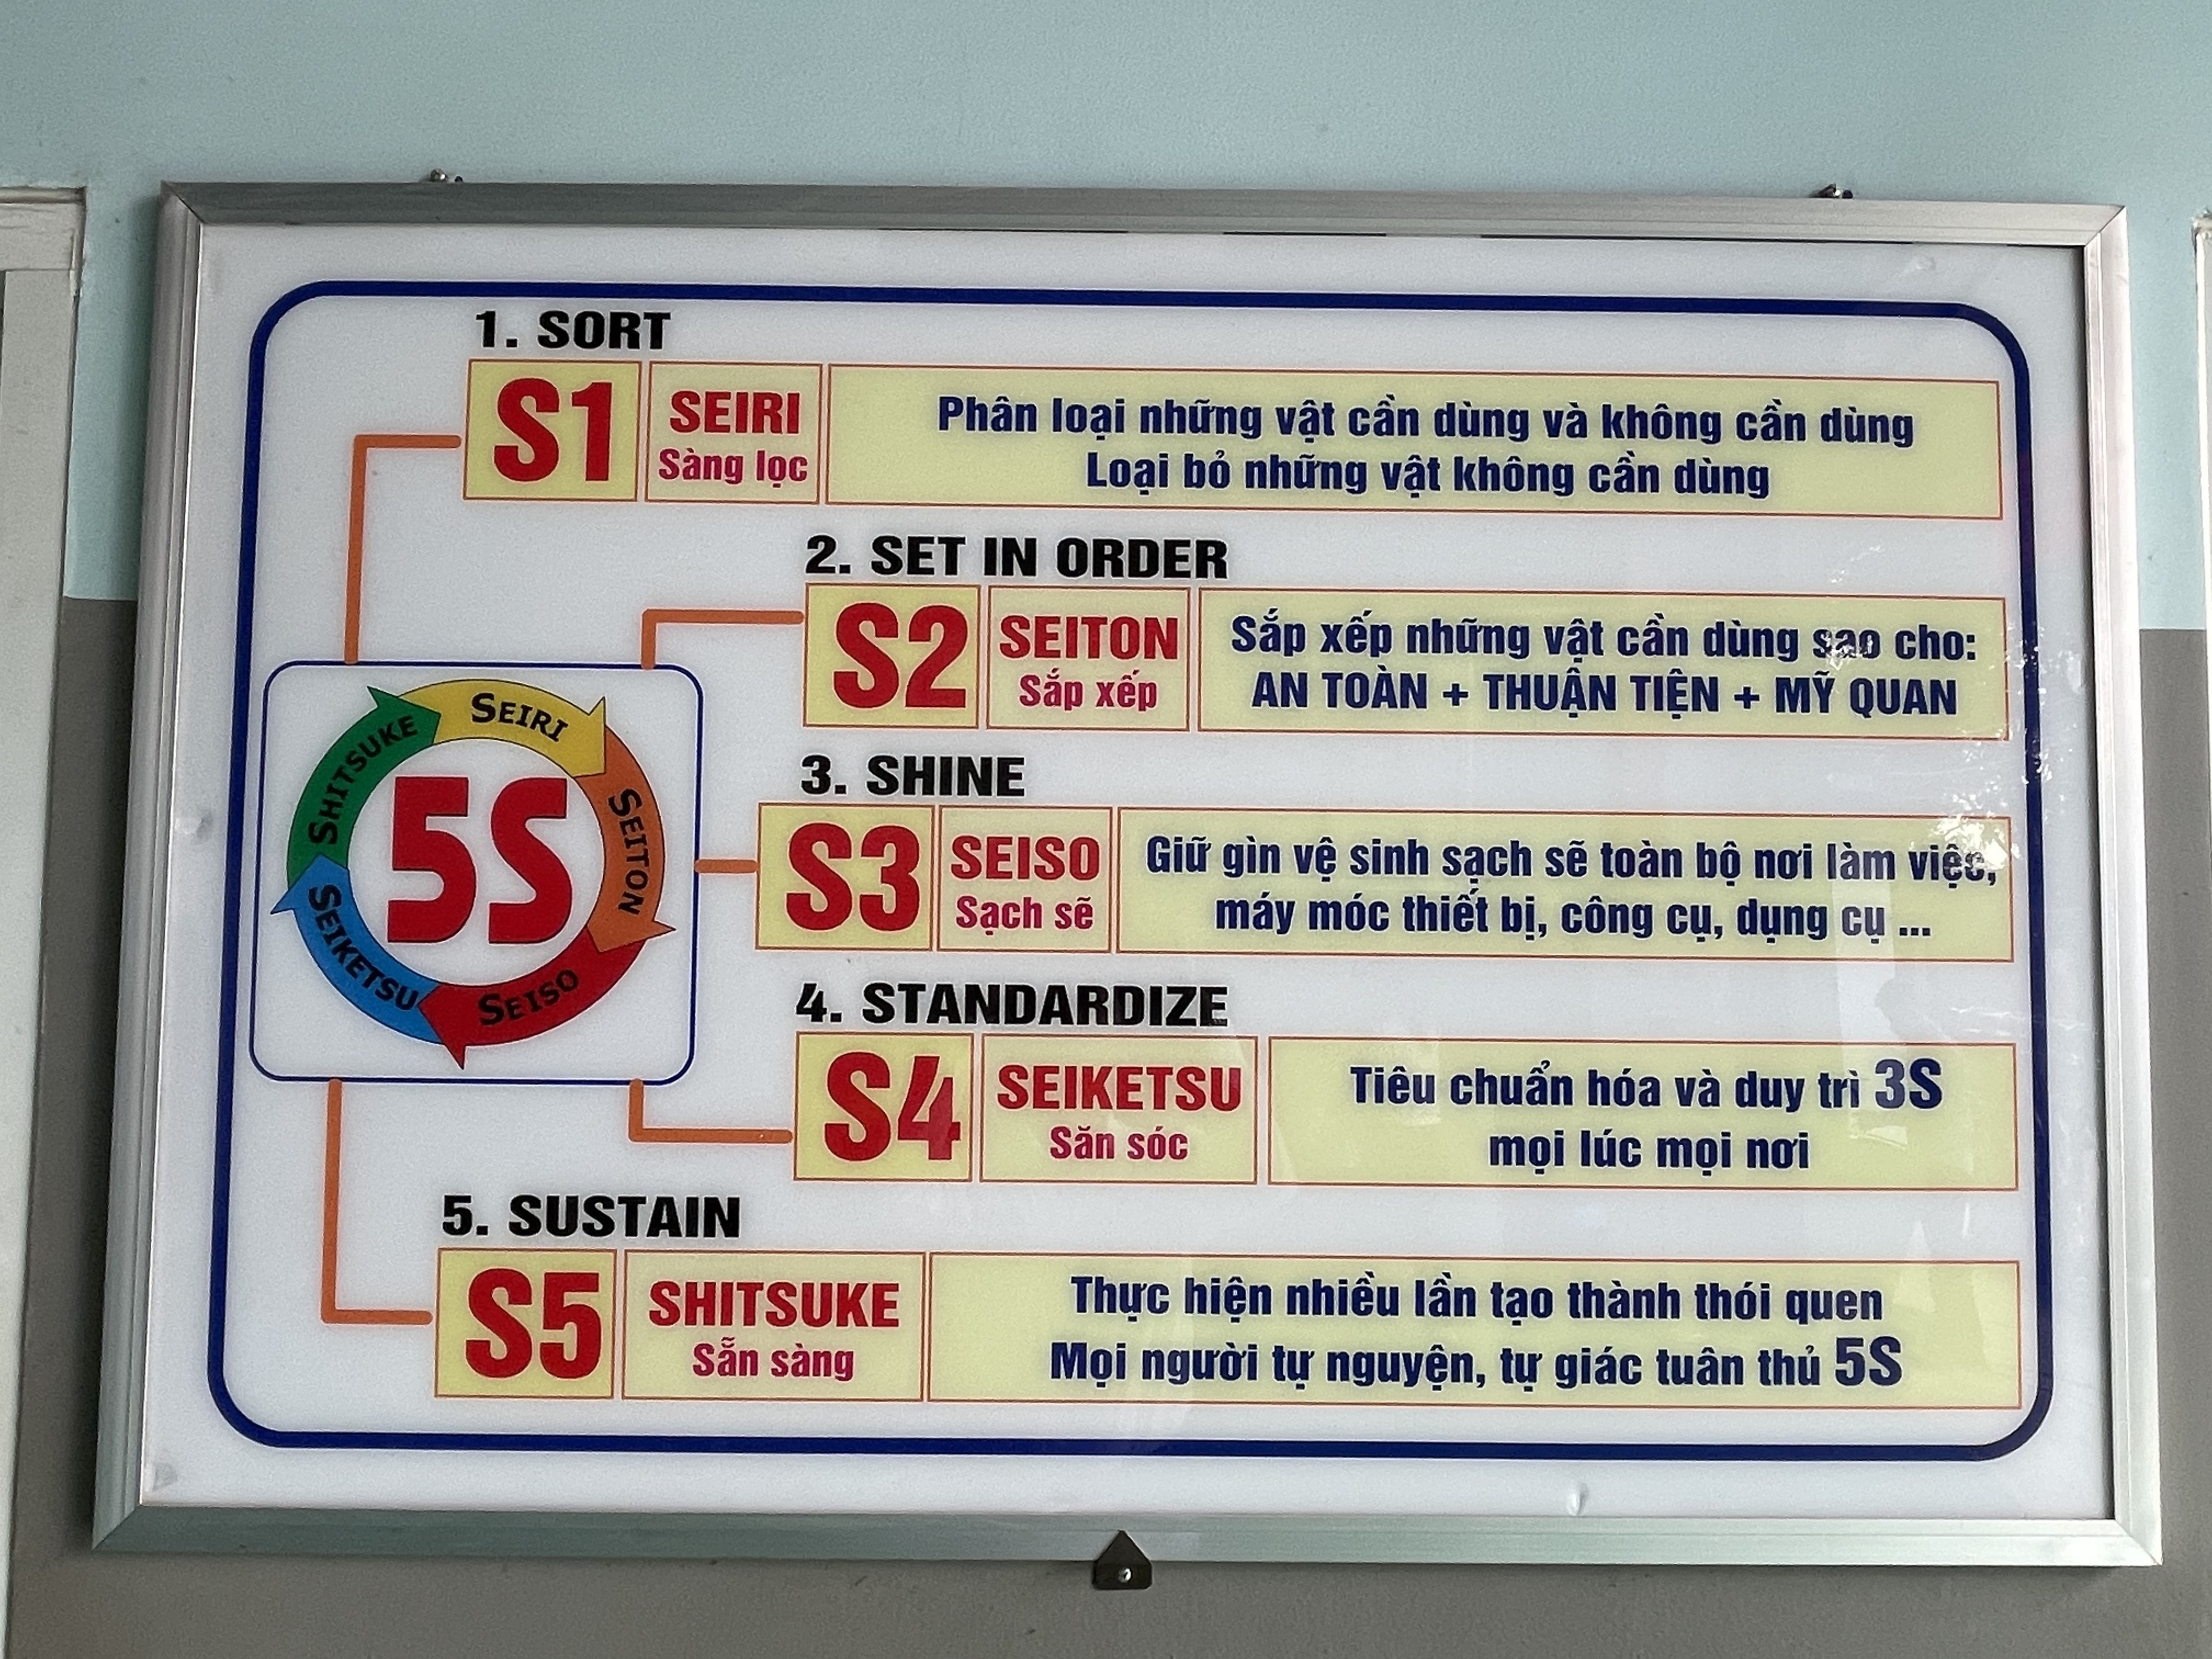 1. SORT
S1
SEIRI
Sàng lọc
Phân loại những vật cần dùng và không cần dùng
Loại bỏ những vật không cần dùng
2. SET IN ORDER
S2
SEITON
Sắp xếp
Sắp xếp những vật cần dùng sao cho:
AN TOÀN + THUẬN TIỆN + MỸ QUAN
SEIRI
SEITON
SEISO
SEIKETSU
SHITSUKE
5S
3. SHINE
S3
SEISO
Sạch sẽ
Giữ gìn vệ sinh sạch sẽ toàn bộ nơi làm việc,
máy móc thiết bị, công cụ, dụng cụ ...
4. STANDARDIZE
S4
SEIKETSU
Săn sóc
Tiêu chuẩn hóa và duy trì 3S
mọi lúc mọi nơi
5. SUSTAIN
S5
SHITSUKE
Sẵn sàng
Thực hiện nhiều lần tạo thành thói quen
Mọi người tự nguyện, tự giác tuân thủ 5S